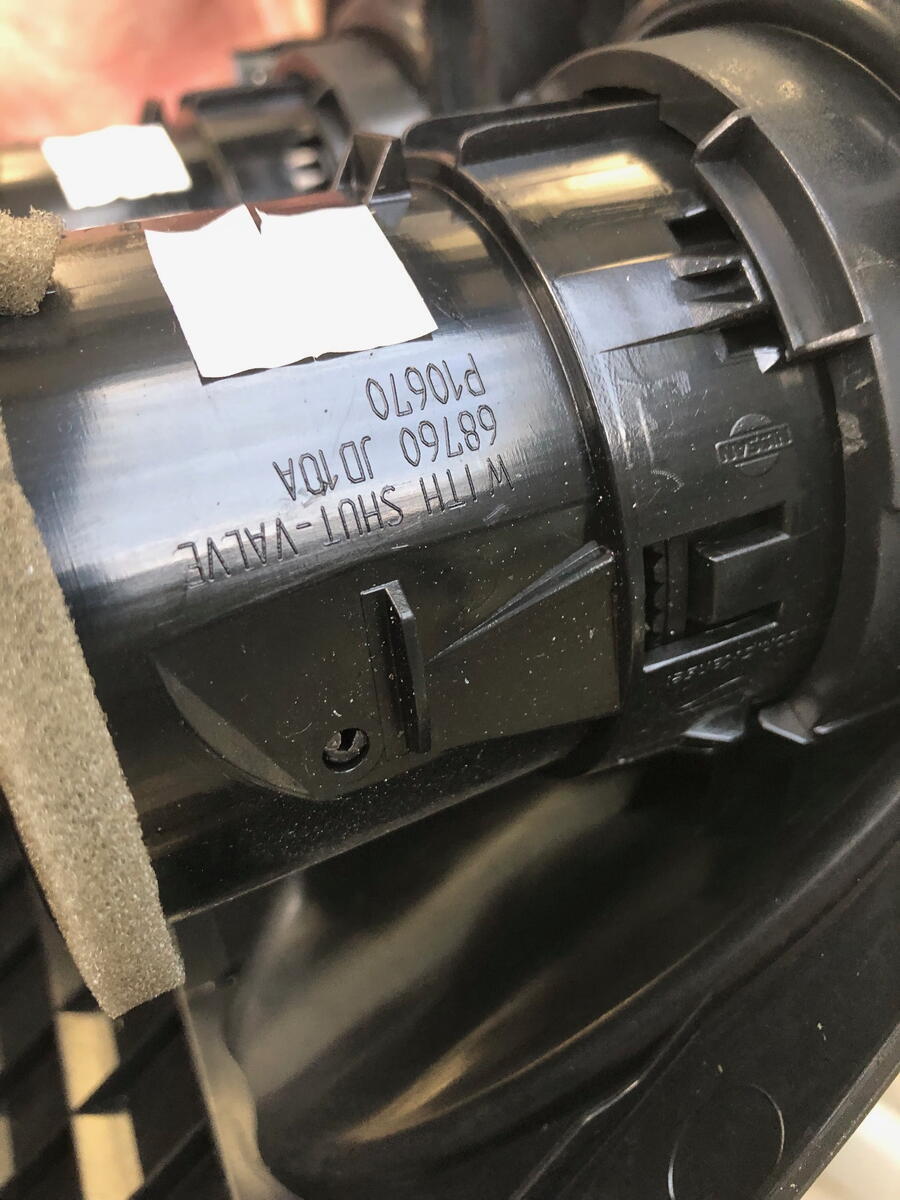 WITH SHUT-VALVE
68760 JD10A
P10670
NISSAN